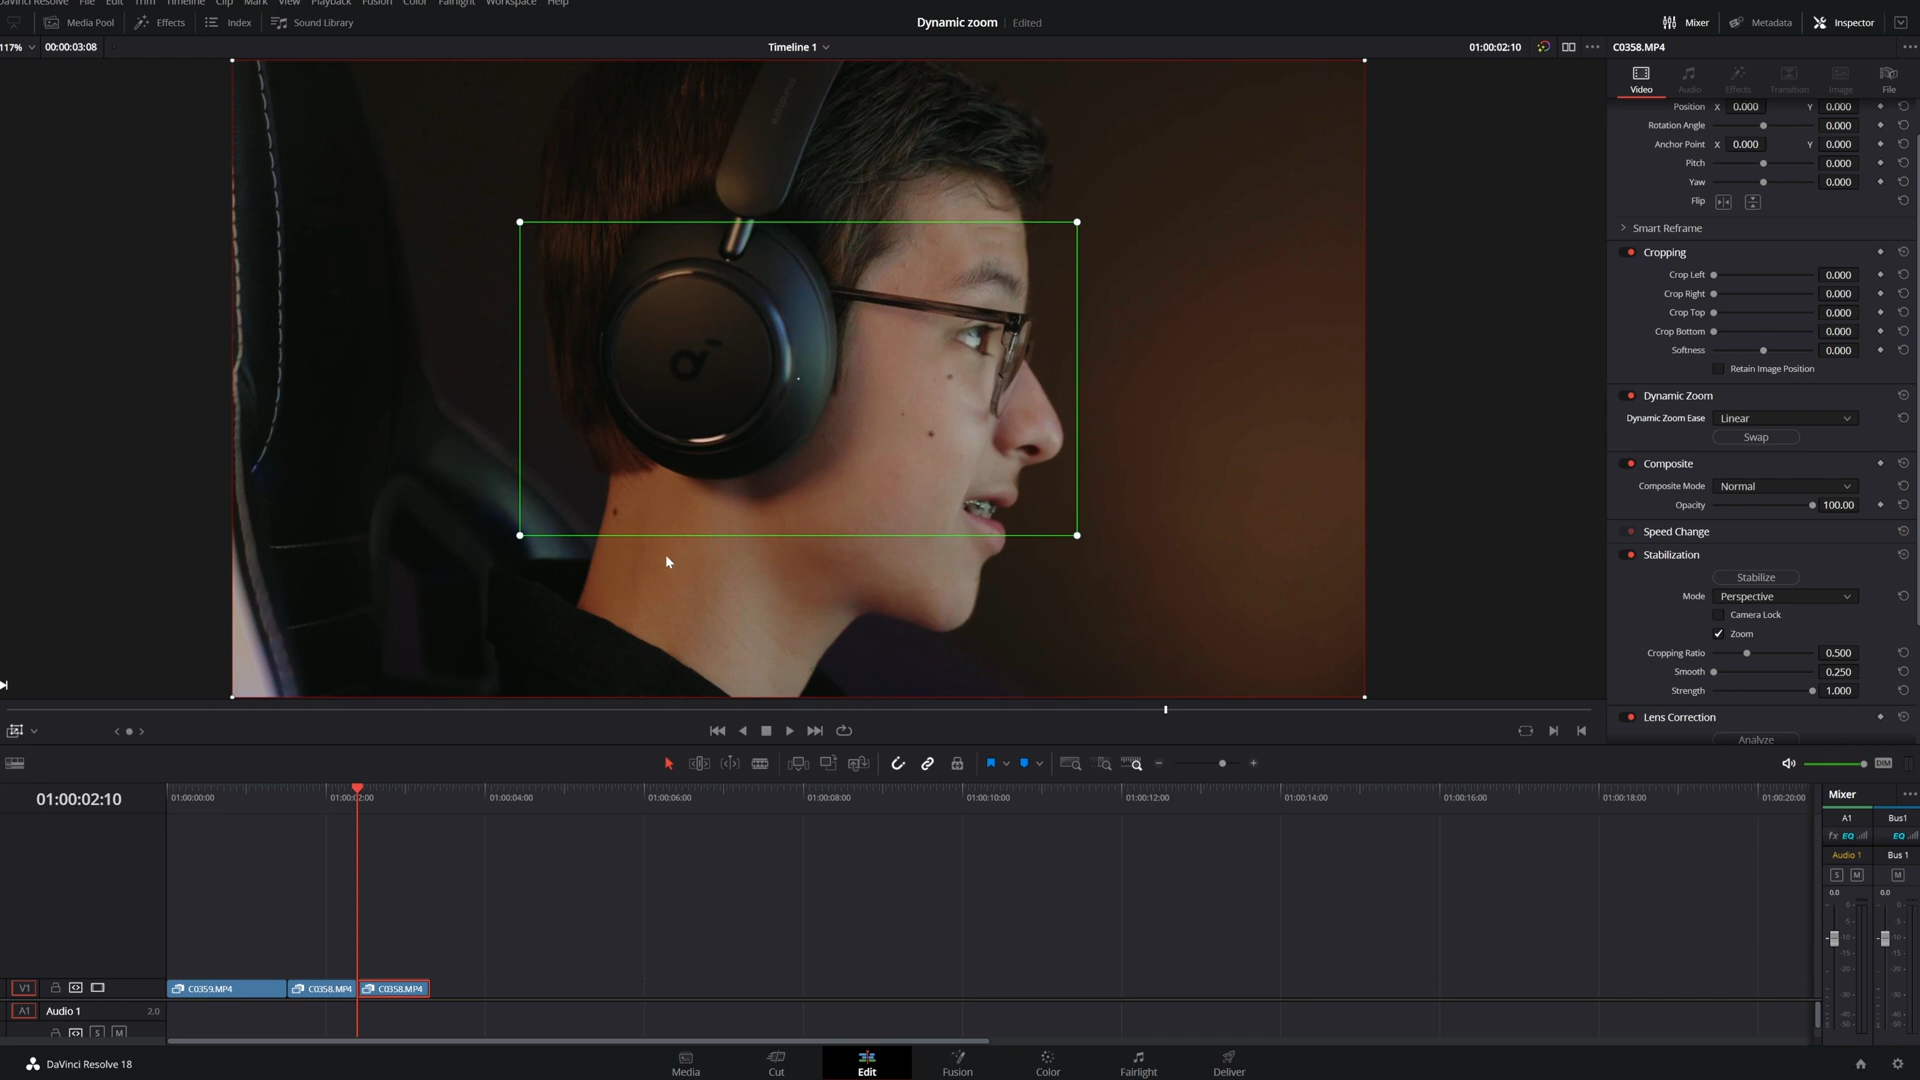 DaVinci Resolve File Edit Trim Timeline Clip Mark View Playback Fusion Color Fairlight Workspace Help
Media Pool Effects Index Sound Library Dynamic zoom Edited Mixer Metadata Inspector
117% 00:00:03:08 Timeline 1 01:00:02:10 C0358.MP4
Video Audio Effects Transition Image File
Position X 0.000 Y 0.000
Rotation Angle 0.000
Anchor Point X 0.000 Y 0.000
Pitch 0.000
Yaw 0.000
Flip
Smart Reframe
Cropping
Crop Left 0.000
Crop Right 0.000
Crop Top 0.000
Crop Bottom 0.000
Softness 0.000
Retain Image Position
Dynamic Zoom
Dynamic Zoom Ease Linear
Swap
Composite
Composite Mode Normal
Opacity 100.00
Speed Change
Stabilization
Stabilize
Mode Perspective
Camera Lock
Zoom
Cropping Ratio 0.500
Smooth 0.250
Strength 1.000
Lens Correction
Analyze
DIM
01:00:02:10 01:00:00:00 01:00:02:00 01:00:04:00 01:00:06:00 01:00:08:00 01:00:10:00 01:00:12:00 01:00:14:00 01:00:16:00 01:00:18:00 01:00:20:00
Mixer
A1 Bus1
fx EQ EQ
Audio 1 Bus 1
S M M
0.0 0.0
V1 C0359.MP4 C0358.MP4 C0358.MP4
A1 Audio 1 2.0
S M
DaVinci Resolve 18 Media Cut Edit Fusion Color Fairlight Deliver